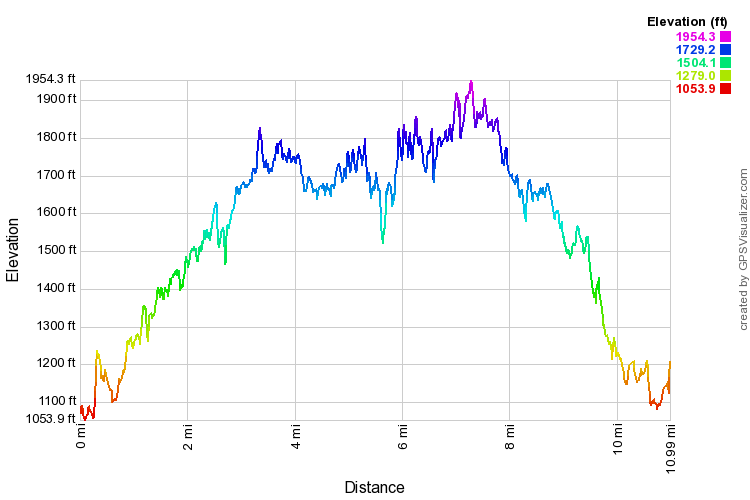 Elevation (ft)
1954.3
1729.2
1504.1
1279.0
1053.9
1954.3 ft
1900 ft
1800 ft
1700 ft
1600 ft
1500 ft
1400 ft
1300 ft
1200 ft
1100 ft
1053.9 ft
Elevation
0 mi
2 mi
4 mi
6 mi
8 mi
10 mi
10.99 mi
Distance
created by GPSVisualizer.com